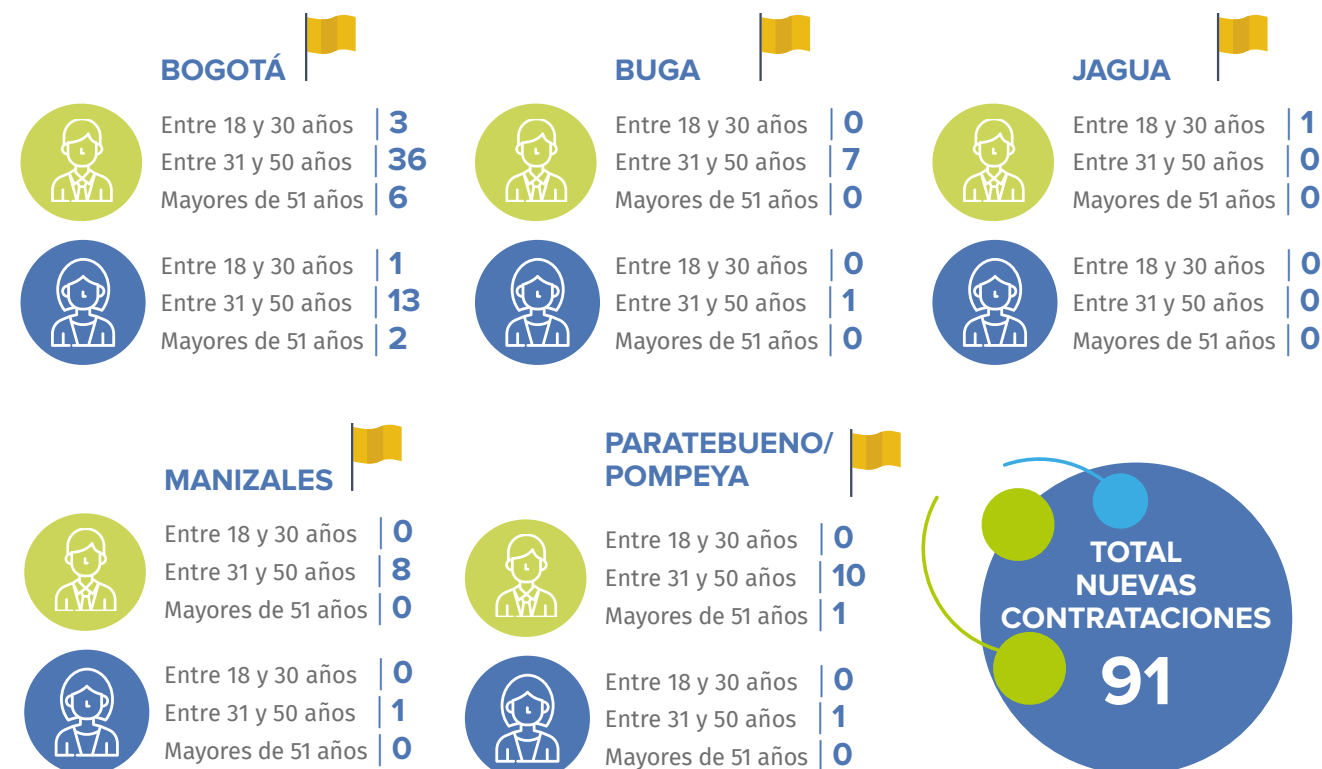 BOGOTÁ
Entre 18 y 30 años 3
Entre 31 y 50 años 36
Mayores de 51 años 6
Entre 18 y 30 años 1
Entre 31 y 50 años 13
Mayores de 51 años 2
BUGA
Entre 18 y 30 años 0
Entre 31 y 50 años 7
Mayores de 51 años 0
Entre 18 y 30 años 0
Entre 31 y 50 años 1
Mayores de 51 años 0
JAGUA
Entre 18 y 30 años 1
Entre 31 y 50 años 0
Mayores de 51 años 0
Entre 18 y 30 años 0
Entre 31 y 50 años 0
Mayores de 51 años 0
MANIZALES
Entre 18 y 30 años 0
Entre 31 y 50 años 8
Mayores de 51 años 0
Entre 18 y 30 años 0
Entre 31 y 50 años 1
Mayores de 51 años 0
PARATEBUENO/
POMPEYA
Entre 18 y 30 años 0
Entre 31 y 50 años 10
Mayores de 51 años 1
Entre 18 y 30 años 0
Entre 31 y 50 años 1
Mayores de 51 años 0
TOTAL
NUEVAS
CONTRATACIONES
91